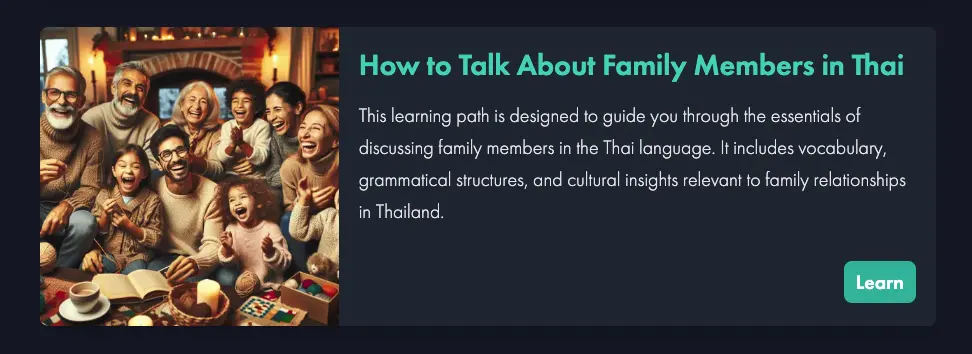 How to Talk About Family Members in Thai
This learning path is designed to guide you through the essentials of
discussing family members in the Thai language. It includes vocabulary,
grammatical structures, and cultural insights relevant to family relationships
in Thailand.
Learn